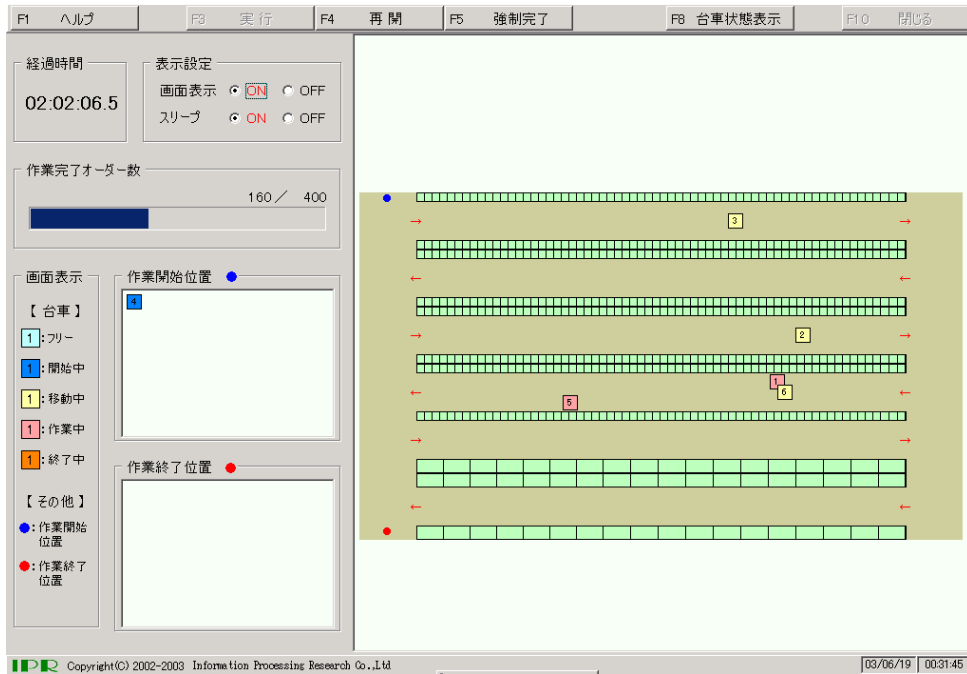 F1 ヘルプ F3 実行 F4 再開 F5 強制完了 F8 台車状態表示 F10 閉じる
経過時間
02:02:06.5
表示設定
画面表示 ON OFF
スリープ ON OFF
作業完了オーダー数
160／ 400
画面表示
【 台車 】
1:フリー
1:開始中
1:移動中
1:作業中
1:終了中
【 その他 】
:作業開始
位置
:作業終了
位置
作業開始位置
4
作業終了位置
→ 3 →
← ←
→ 2 →
1
← 6 ←
5
→ →
← ←
IPR Copyright(C) 2002-2003 Information Processing Research Co.,Ltd 03/06/19 00:31:45